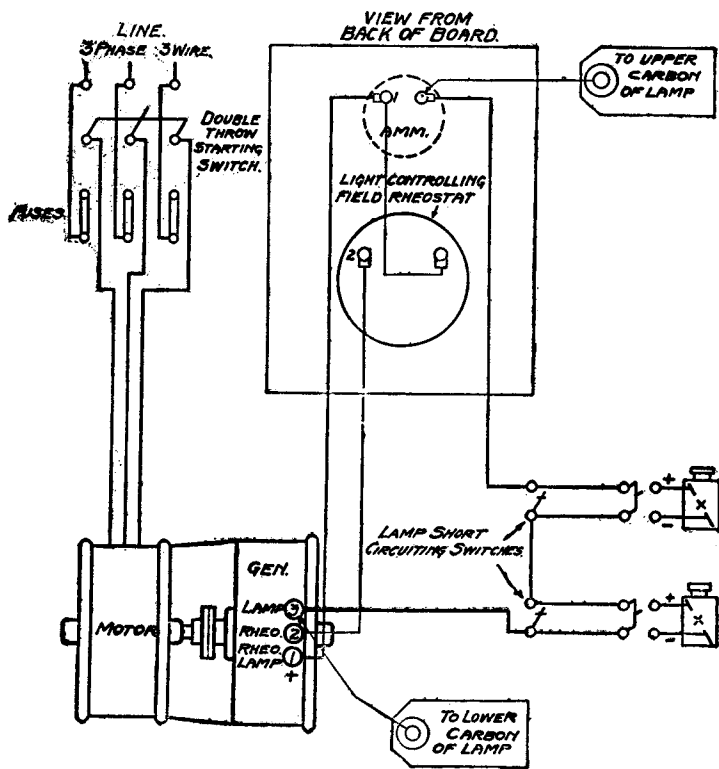 LINE.
3 PHASE 3 WIRE.
DOUBLE
THROW
STARTING
SWITCH.
FUSES.
VIEW FROM
BACK OF BOARD.
1
AMM.
TO UPPER
CARBON
OF LAMP
LIGHT CONTROLLING
FIELD RHEOSTAT
2
LAMP SHORT
CIRCUITING SWITCHES.
+
X
-
+
X
-
MOTOR
GEN.
LAMP 3
RHEO. 2
RHEO. 1
LAMP
+
TO LOWER
CARBON
OF LAMP